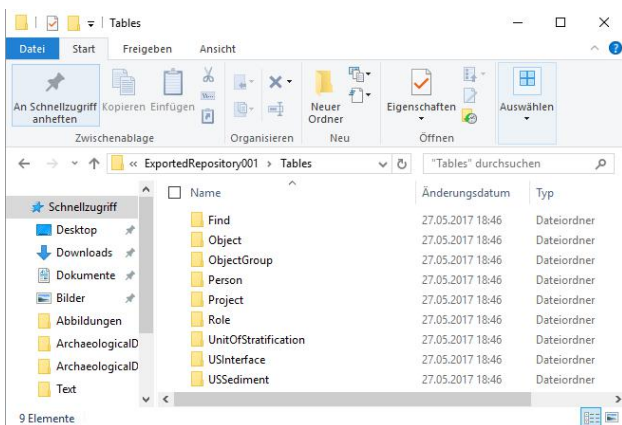 Tables
Datei Start Freigeben Ansicht
An Schnellzugriff anheften
Kopieren
Einfügen
Neuer Ordner
Eigenschaften
Auswählen
Zwischenablage Organisieren Neu Öffnen
« ExportedRepository001 › Tables "Tables" durchsuchen
Name Änderungsdatum Typ
Schnellzugriff
Desktop
Downloads
Dokumente
Bilder
Abbildungen
ArchaeologicalD
ArchaeologicalD
Text
Find 27.05.2017 18:46 Dateiordner
Object 27.05.2017 18:46 Dateiordner
ObjectGroup 27.05.2017 18:46 Dateiordner
Person 27.05.2017 18:46 Dateiordner
Project 27.05.2017 18:46 Dateiordner
Role 27.05.2017 18:46 Dateiordner
UnitOfStratification 27.05.2017 18:46 Dateiordner
USInterface 27.05.2017 18:46 Dateiordner
USSediment 27.05.2017 18:46 Dateiordner
9 Elemente